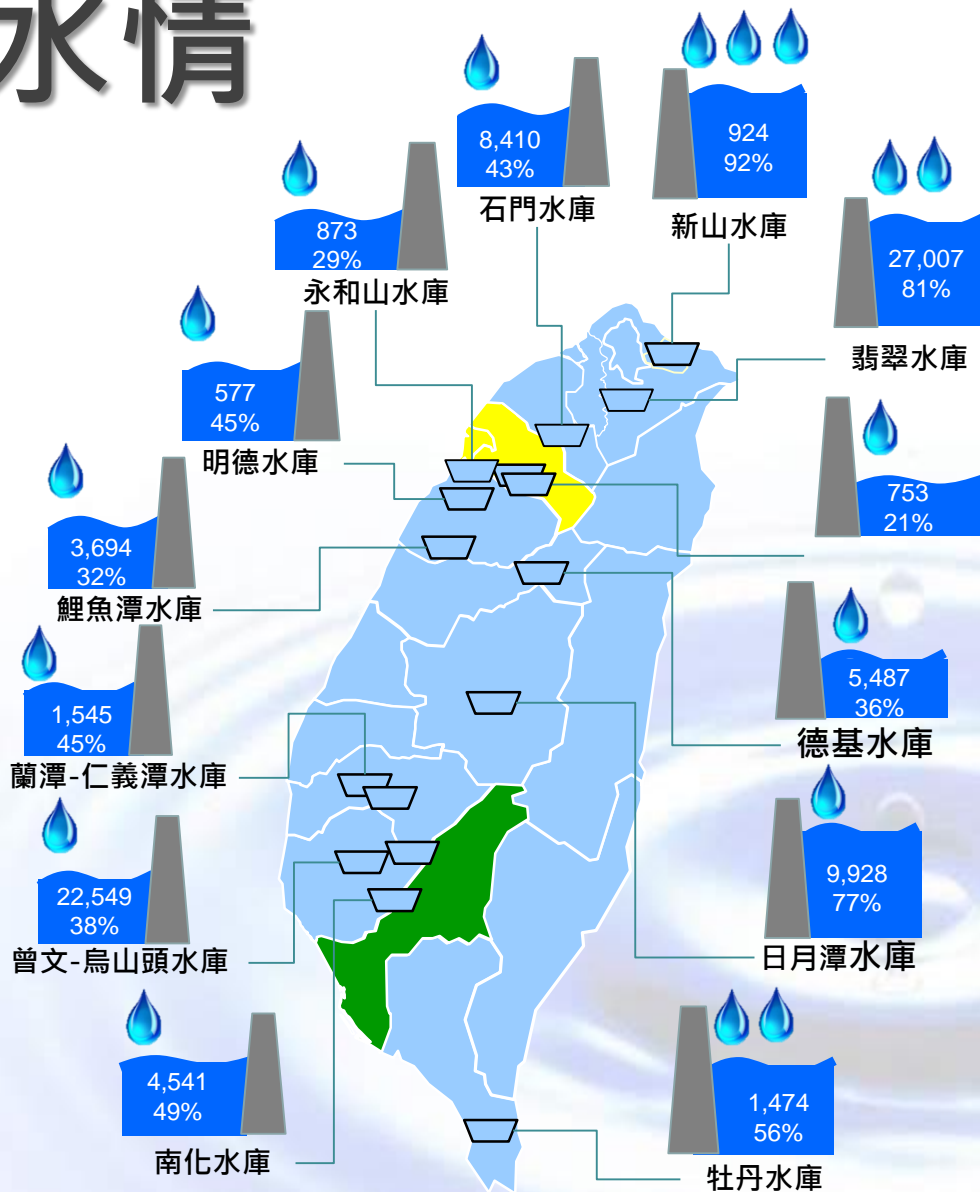 水情
8,410
43%
石門水庫
924
92%
新山水庫
873
29%
永和山水庫
27,007
81%
翡翠水庫
577
45%
明德水庫
753
21%
3,694
32%
鯉魚潭水庫
5,487
36%
德基水庫
1,545
45%
蘭潭-仁義潭水庫
9,928
77%
日月潭水庫
22,549
38%
曾文-烏山頭水庫
4,541
49%
南化水庫
1,474
56%
牡丹水庫